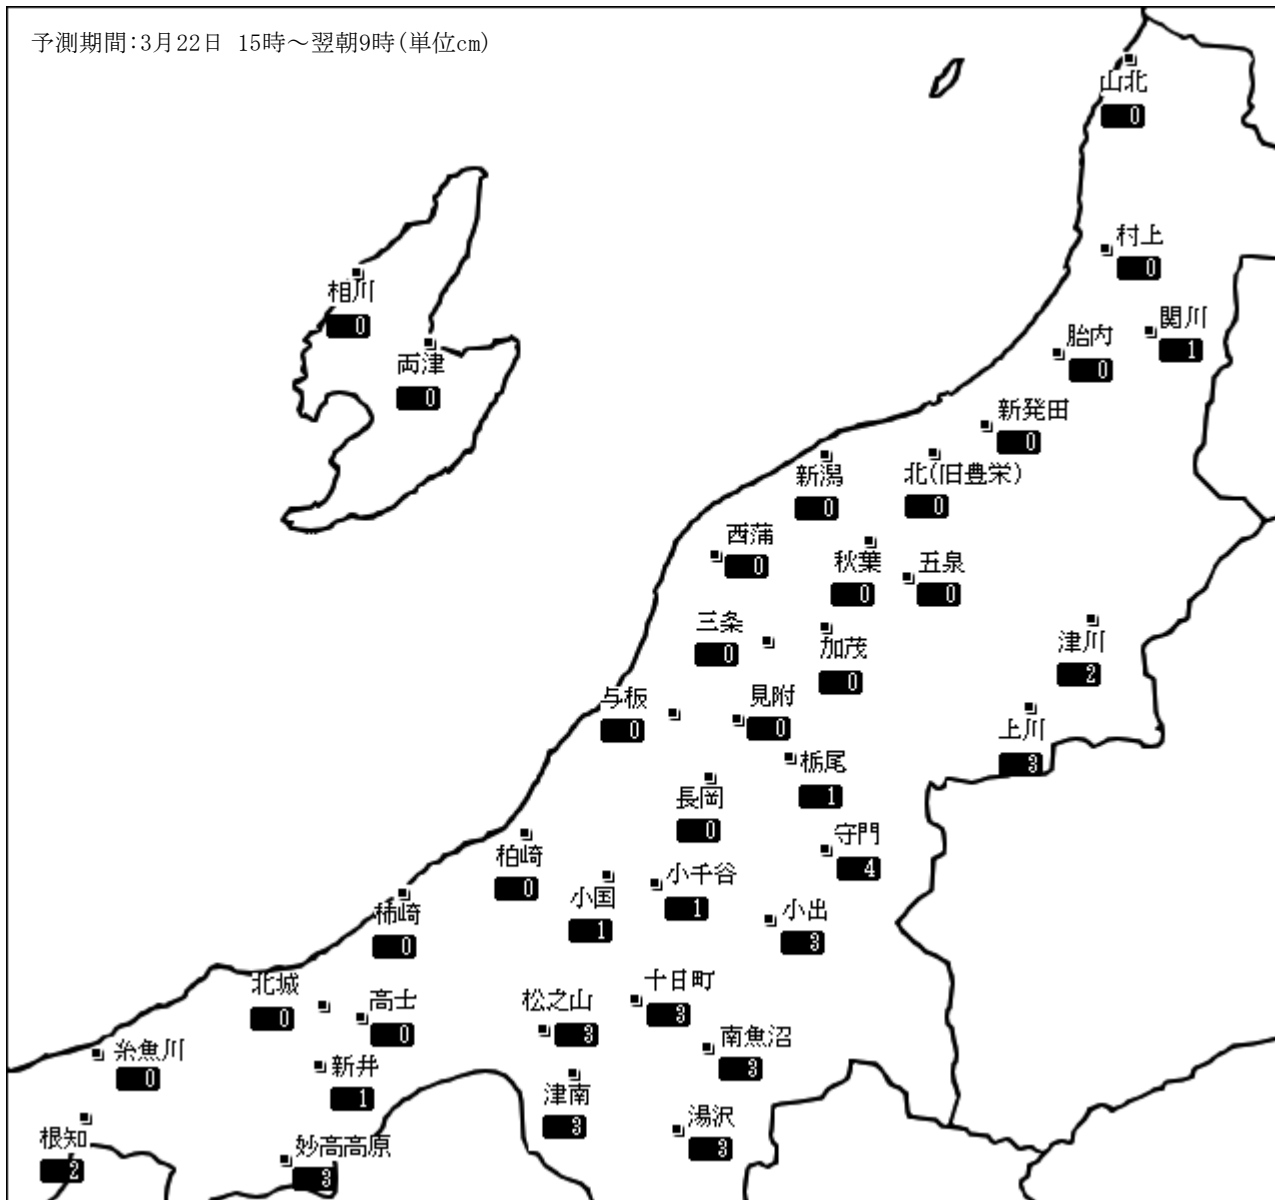 予測期間:3月22日 15時～翌朝9時(単位cm)
山北
0
村上
0
相川
0
関川
1
胎内
0
両津
0
新発田
0
新潟
0
北(旧豊栄)
0
西蒲
0
秋葉
0
五泉
0
三条
0
加茂
0
津川
2
与板
0
見附
0
上川
3
栃尾
1
長岡
0
守門
4
柏崎
0
小千谷
1
小国
1
小出
3
柿崎
0
北城
0
高士
0
松之山
3
十日町
3
南魚沼
3
糸魚川
0
新井
1
津南
3
湯沢
3
根知
2
妙高高原
3